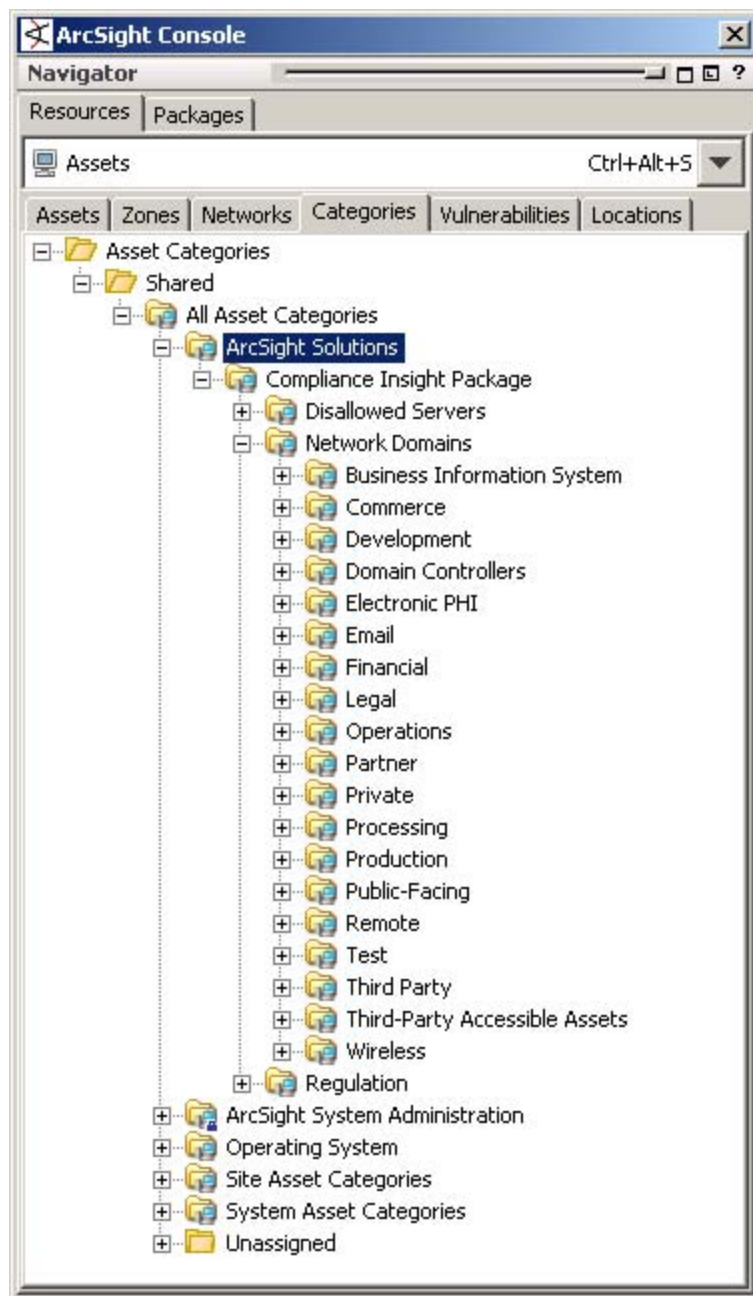 ArcSight Console
Navigator ?
Resources Packages
Assets Ctrl+Alt+S
Assets Zones Networks Categories Vulnerabilities Locations
Asset Categories
Shared
All Asset Categories
ArcSight Solutions
Compliance Insight Package
Disallowed Servers
Network Domains
Business Information System
Commerce
Development
Domain Controllers
Electronic PHI
Email
Financial
Legal
Operations
Partner
Private
Processing
Production
Public-Facing
Remote
Test
Third Party
Third-Party Accessible Assets
Wireless
Regulation
ArcSight System Administration
Operating System
Site Asset Categories
System Asset Categories
Unassigned